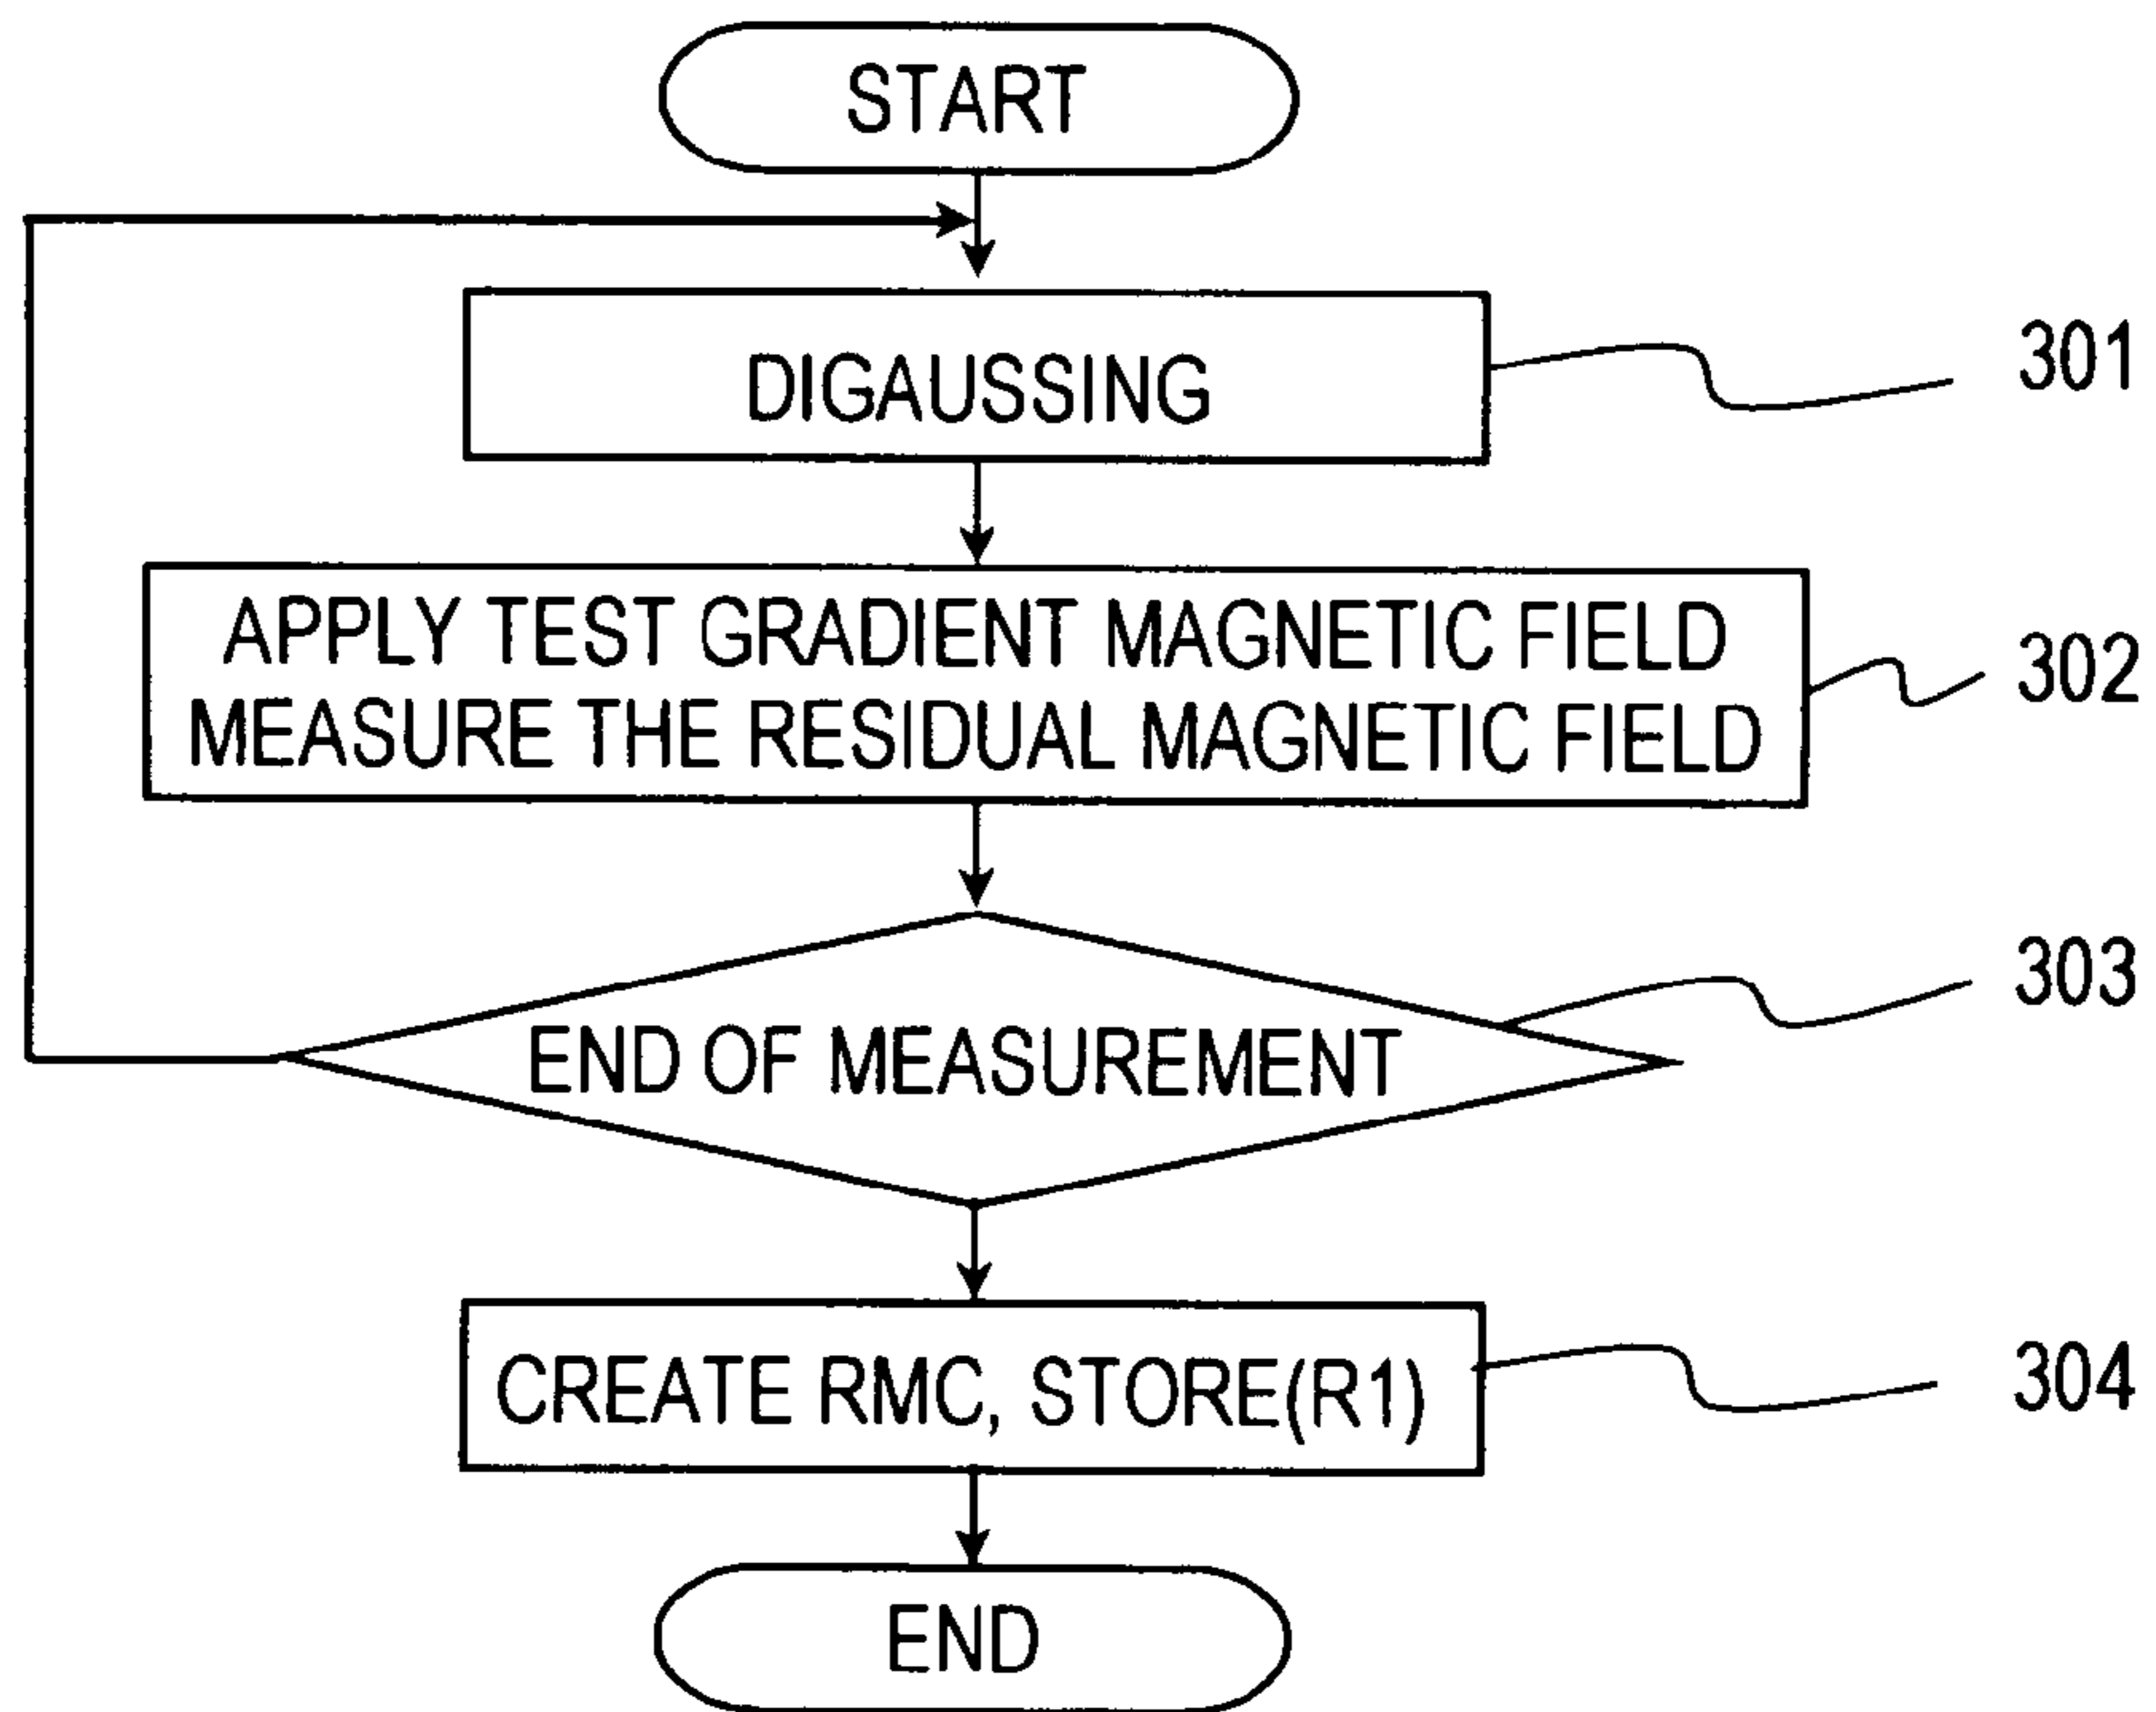 START
DIGAUSSING
301
APPLY TEST GRADIENT MAGNETIC FIELD
MEASURE THE RESIDUAL MAGNETIC FIELD
302
303
END OF MEASUREMENT
CREATE RMC, STORE(R1)
304
END